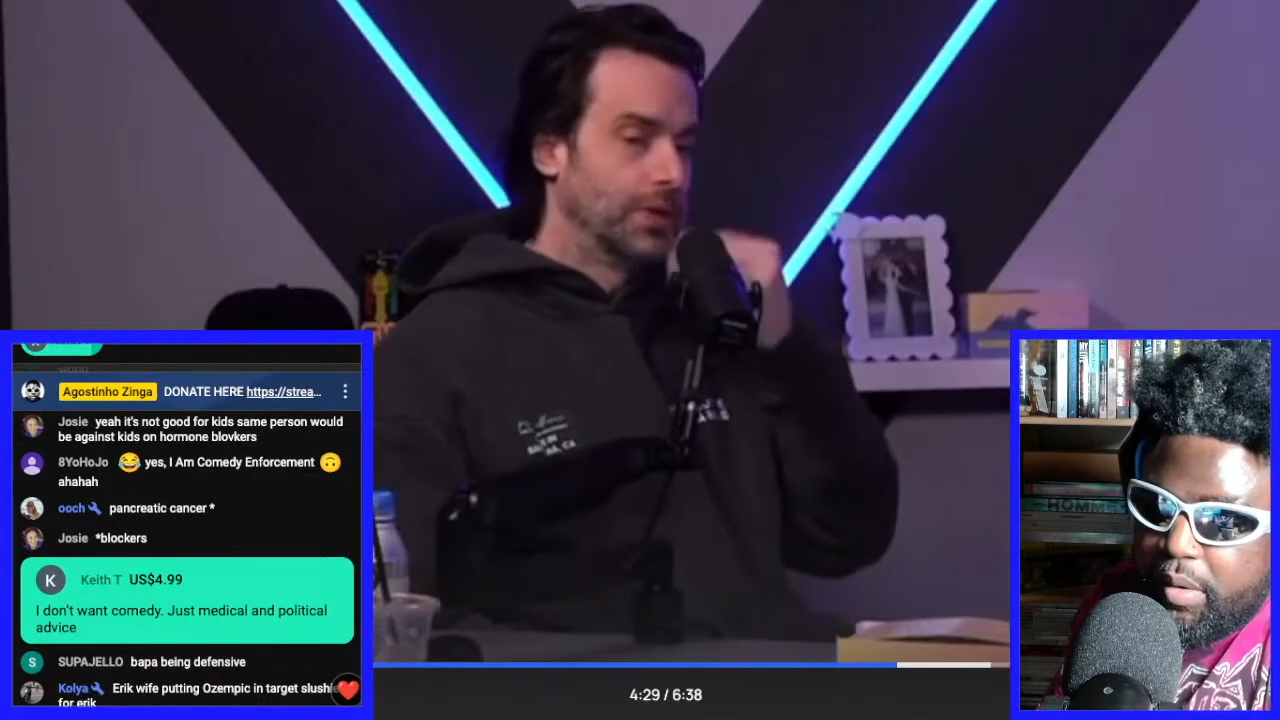 Agostinho Zinga DONATE HERE https://strea...
Josie yeah it's not good for kids same person would
be against kids on hormone blovkers
8YoHoJo 😂 yes, I Am Comedy Enforcement 🙃
ahahah
ooch pancreatic cancer *
Josie *blockers
K Keith T US$4.99
I don't want comedy. Just medical and political
advice
S SUPAJELLO bapa being defensive
Kolya Erik wife putting Ozempic in target slushi
for erik
4:29 / 6:38
HOMME